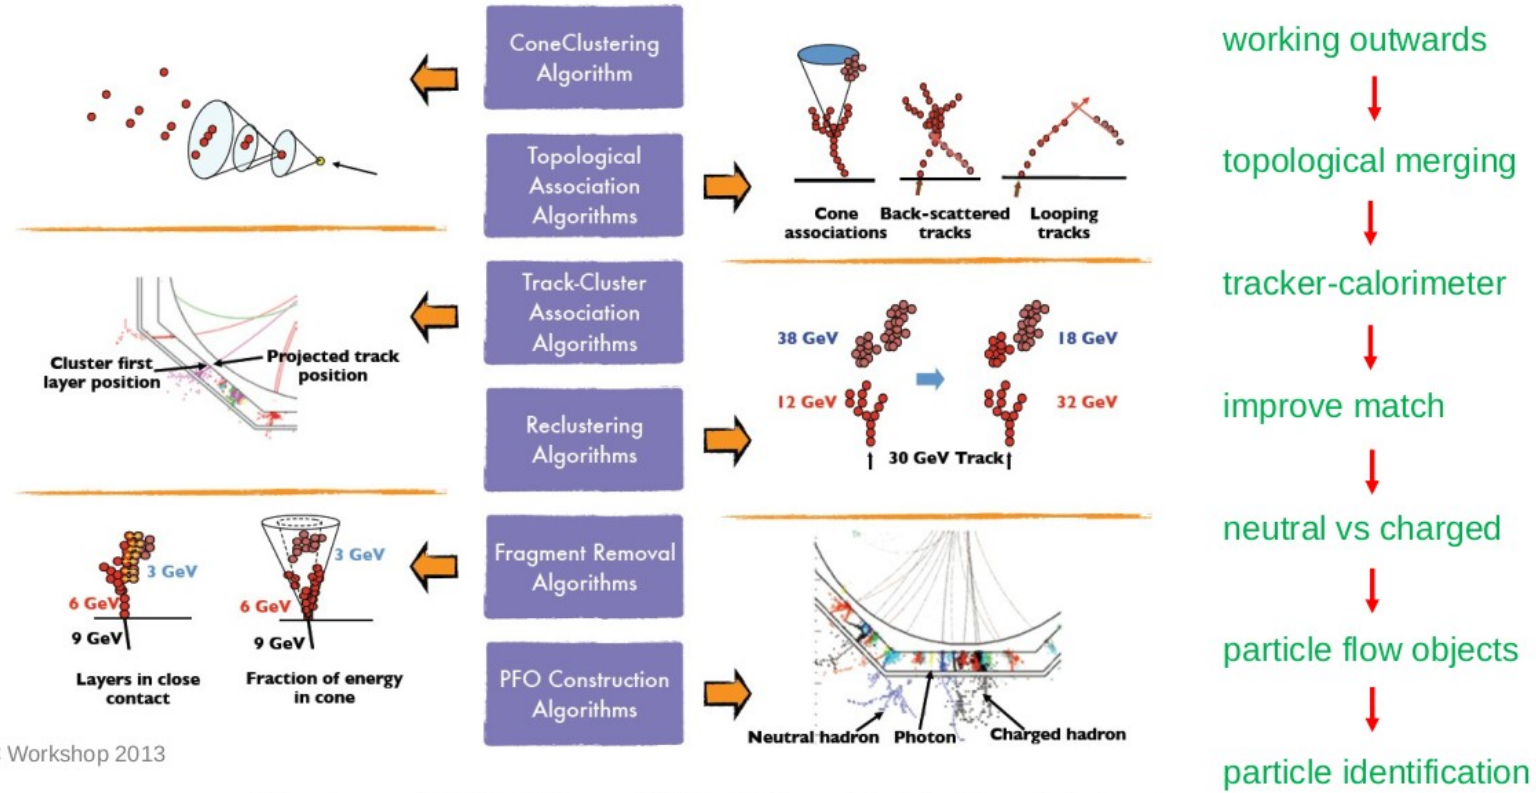 ConeClustering
Algorithm
Topological
Association
Algorithms
Cone
associations
Back-scattered
tracks
Looping
tracks
Track-Cluster
Association
Algorithms
Cluster first
layer position
Projected track
position
Reclustering
Algorithms
38 GeV
18 GeV
12 GeV
32 GeV
30 GeV Track
Fragment Removal
Algorithms
3 GeV
6 GeV
9 GeV
Layers in close
contact
3 GeV
6 GeV
9 GeV
Fraction of energy
in cone
PFO Construction
Algorithms
Neutral hadron
Photon
Charged hadron
Workshop 2013
working outwards
topological merging
tracker-calorimeter
improve match
neutral vs charged
particle flow objects
particle identification